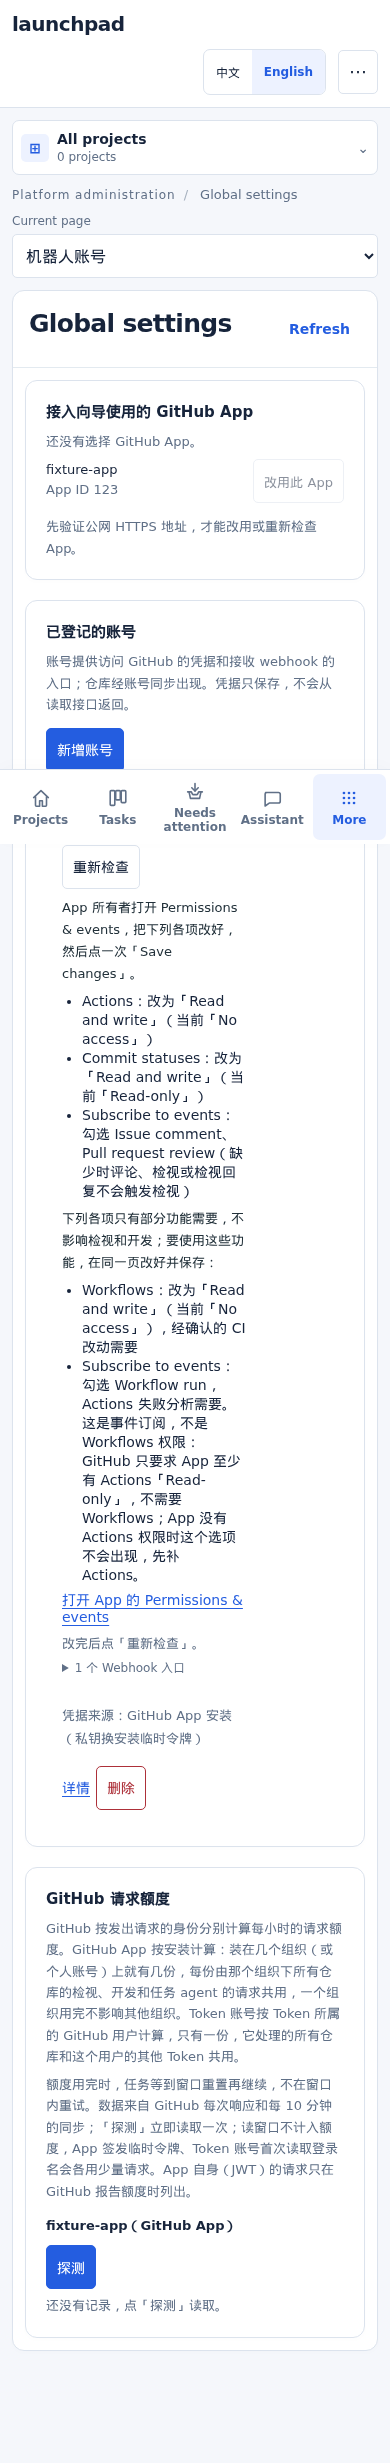 launchpad
中文
English
⋯
All projects
0 projects
Platform administration / Global settings
Current page
机器人账号
Global settings
Refresh
接入向导使用的 GitHub App
还没有选择 GitHub App。
fixture-app
App ID 123
改用此 App
先验证公网 HTTPS 地址，才能改用或重新检查
App。
已登记的账号
账号提供访问 GitHub 的凭据和接收 webhook 的
入口；仓库经账号同步出现。凭据只保存，不会从
读取接口返回。
新增账号
Projects
Tasks
Needs
attention
Assistant
More
重新检查
App 所有者打开 Permissions
& events，把下列各项改好，
然后点一次「Save
changes」。
• Actions：改为「Read
and write」（当前「No
access」）
• Commit statuses：改为
「Read and write」（当
前「Read-only」）
• Subscribe to events：
勾选 Issue comment、
Pull request review（缺
少时评论、检视或检视回
复不会触发检视）
下列各项只有部分功能需要，不
影响检视和开发；要使用这些功
能，在同一页改好并保存：
• Workflows：改为「Read
and write」（当前「No
access」），经确认的 CI
改动需要
• Subscribe to events：
勾选 Workflow run，
Actions 失败分析需要。
这是事件订阅，不是
Workflows 权限：
GitHub 只要求 App 至少
有 Actions「Read-
only」，不需要
Workflows；App 没有
Actions 权限时这个选项
不会出现，先补
Actions。
打开 App 的 Permissions &
events
改完后点「重新检查」。
▶ 1 个 Webhook 入口
凭据来源：GitHub App 安装
（私钥换安装临时令牌）
详情
删除
GitHub 请求额度
GitHub 按发出请求的身份分别计算每小时的请求额
度。GitHub App 按安装计算：装在几个组织（或
个人账号）上就有几份，每份由那个组织下所有仓
库的检视、开发和任务 agent 的请求共用，一个组
织用完不影响其他组织。Token 账号按 Token 所属
的 GitHub 用户计算，只有一份，它处理的所有仓
库和这个用户的其他 Token 共用。
额度用完时，任务等到窗口重置再继续，不在窗口
内重试。数据来自 GitHub 每次响应和每 10 分钟
的同步；「探测」立即读取一次；读窗口不计入额
度，App 签发临时令牌、Token 账号首次读取登录
名会各用少量请求。App 自身（JWT）的请求只在
GitHub 报告额度时列出。
fixture-app（GitHub App）
探测
还没有记录，点「探测」读取。